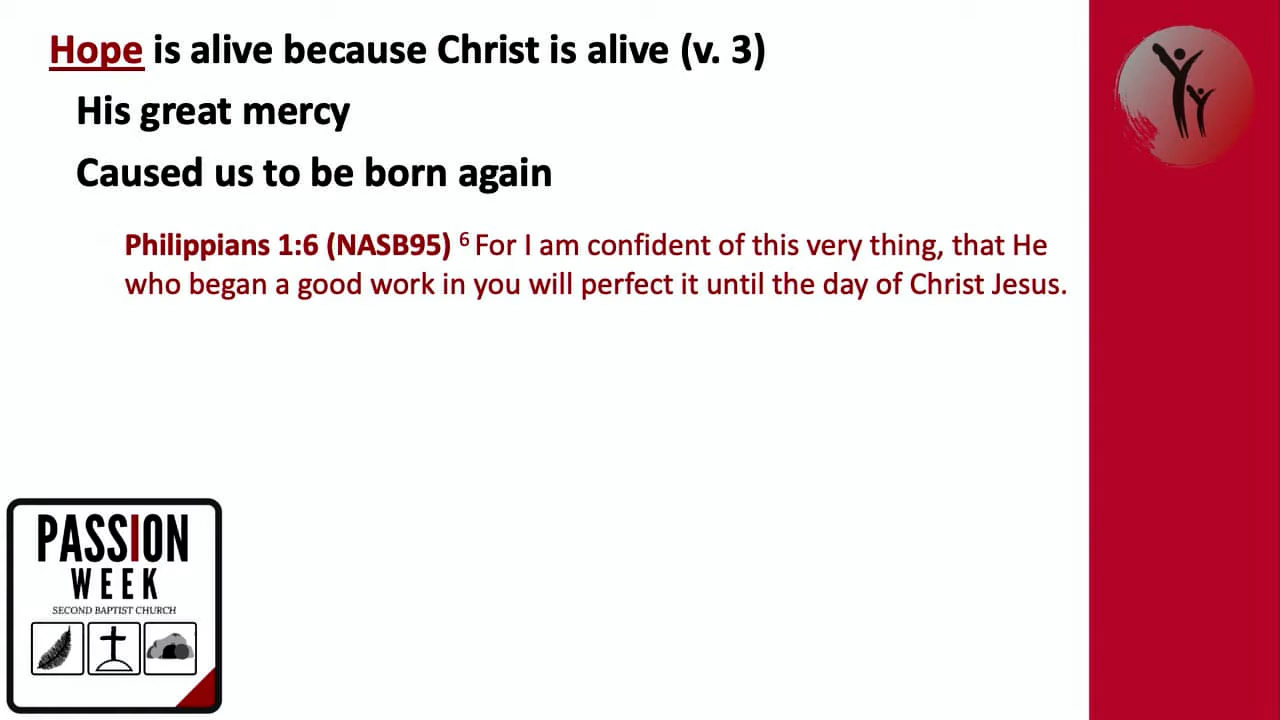 Hope is alive because Christ is alive (v. 3)
His great mercy
Caused us to be born again
Philippians 1:6 (NASB95) ⁶ For I am confident of this very thing, that He
who began a good work in you will perfect it until the day of Christ Jesus.
PASSION
WEEK
SECOND BAPTIST CHURCH